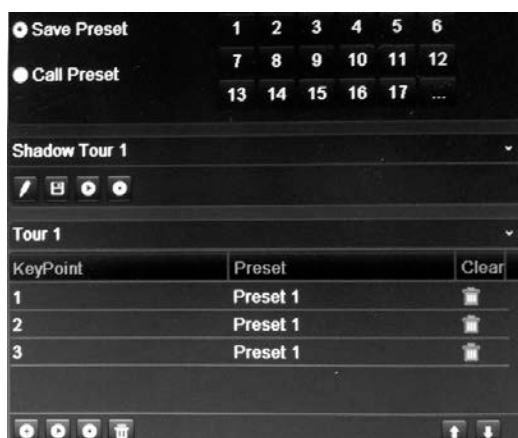 Save Preset 1 2 3 4 5 6
Call Preset 7 8 9 10 11 12
13 14 15 16 17 ...
Shadow Tour 1
Tour 1
KeyPoint Preset Clear
1 Preset 1
2 Preset 1
3 Preset 1